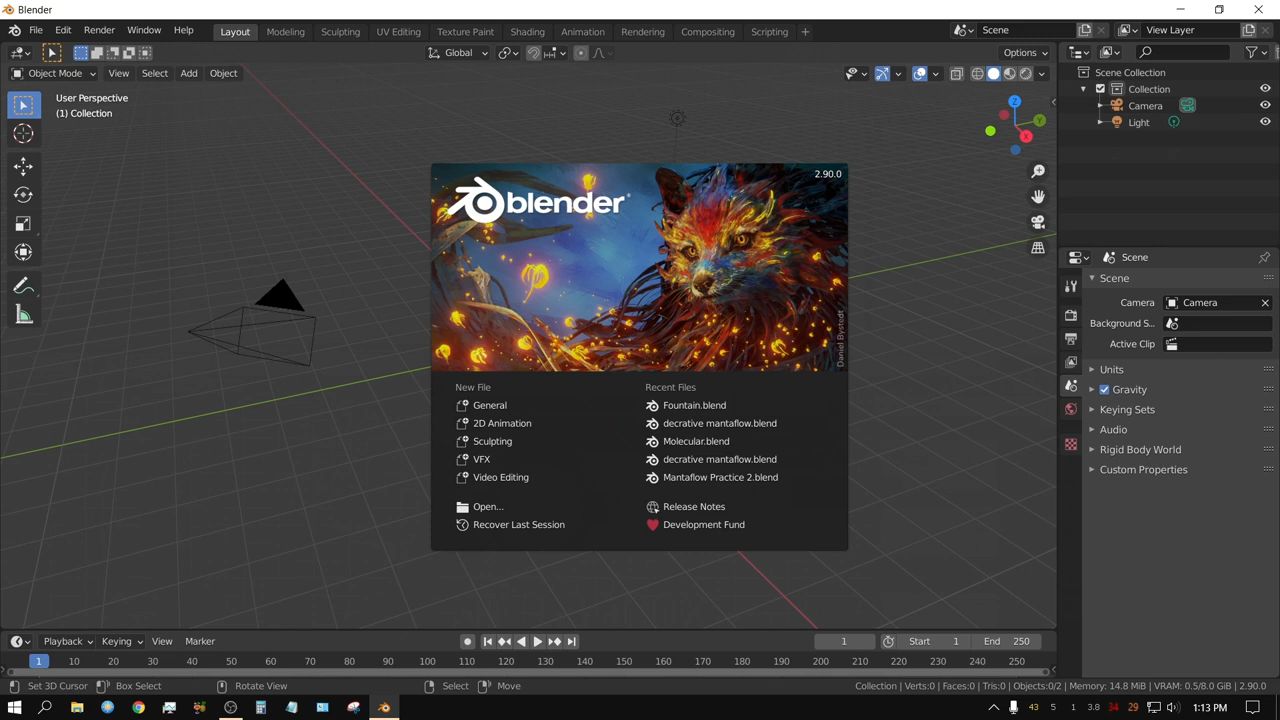 Blender
File Edit Render Window Help Layout Modeling Sculpting UV Editing Texture Paint Shading Animation Rendering Compositing Scripting + Scene View Layer
Global Options
Object Mode View Select Add Object
User Perspective
(1) Collection
Scene Collection
Collection
Camera
Light
Z
Y
X
2.90.0
blender
Daniel Bystedt
New File
General
2D Animation
Sculpting
VFX
Video Editing
Open...
Recover Last Session
Recent Files
Fountain.blend
decrative mantaflow.blend
Molecular.blend
decrative mantaflow.blend
Mantaflow Practice 2.blend
Release Notes
Development Fund
Scene
Scene
Camera Camera
Background S...
Active Clip
Units
Gravity
Keying Sets
Audio
Rigid Body World
Custom Properties
Playback Keying View Marker 1 Start 1 End 250
1 10 20 30 40 50 60 70 80 90 100 110 120 130 140 150 160 170 180 190 200 210 220 230 240 250
Set 3D Cursor Box Select Rotate View Select Move Collection | Verts:0 | Faces:0 | Tris:0 | Objects:0/2 | Memory: 14.8 MiB | VRAM: 0.5/8.0 GiB | 2.90.0
43 5 1 3.8 34 29 1:13 PM